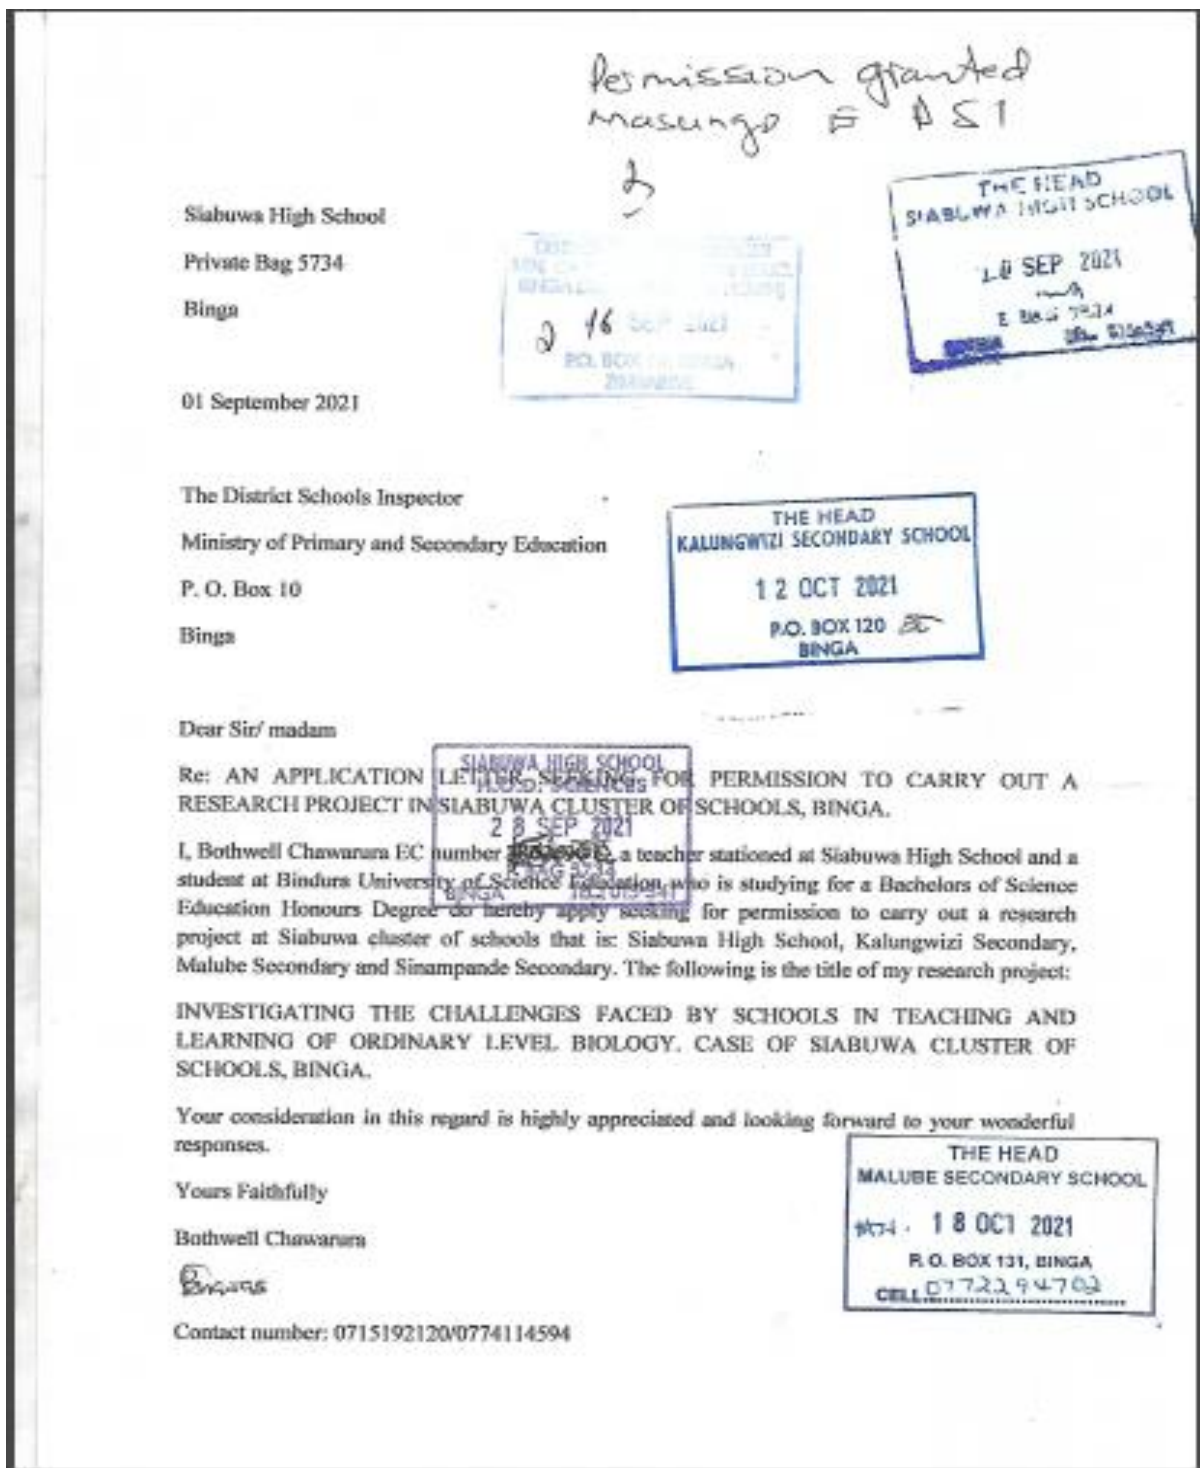 Permission granted
Masungo E DSI
THE HEAD
SIABUWA HIGH SCHOOL
SEP 2021
Siabuwa High School
Private Bag 5734
Binga
16 SEP 2021
P.O. BOX
01 September 2021
The District Schools Inspector
Ministry of Primary and Secondary Education
P. O. Box 10
Binga
THE HEAD
KALUNGWIZI SECONDARY SCHOOL
12 OCT 2021
P.O. BOX 120
BINGA
Dear Sir/ madam
SIABUWA HIGH SCHOOL
H.O.D. SCIENCES
28 SEP 2021
BAG 5734
BINGA
Re: AN APPLICATION LETTER SEEKING FOR PERMISSION TO CARRY OUT A
RESEARCH PROJECT IN SIABUWA CLUSTER OF SCHOOLS, BINGA.
I, Bothwell Chawarura EC number a teacher stationed at Siabuwa High School and a
student at Bindura University of Science Education who is studying for a Bachelors of Science
Education Honours Degree do hereby apply seeking for permission to carry out a research
project at Siabuwa cluster of schools that is: Siabuwa High School, Kalungwizi Secondary,
Malube Secondary and Sinampande Secondary. The following is the title of my research project:
INVESTIGATING THE CHALLENGES FACED BY SCHOOLS IN TEACHING AND
LEARNING OF ORDINARY LEVEL BIOLOGY. CASE OF SIABUWA CLUSTER OF
SCHOOLS, BINGA.
Your consideration in this regard is highly appreciated and looking forward to your wonderful
responses.
Yours Faithfully
Bothwell Chawarura
Contact number: 0715192120/0774114594
THE HEAD
MALUBE SECONDARY SCHOOL
18 OCT 2021
P. O. BOX 131, BINGA
CELL 0772294702